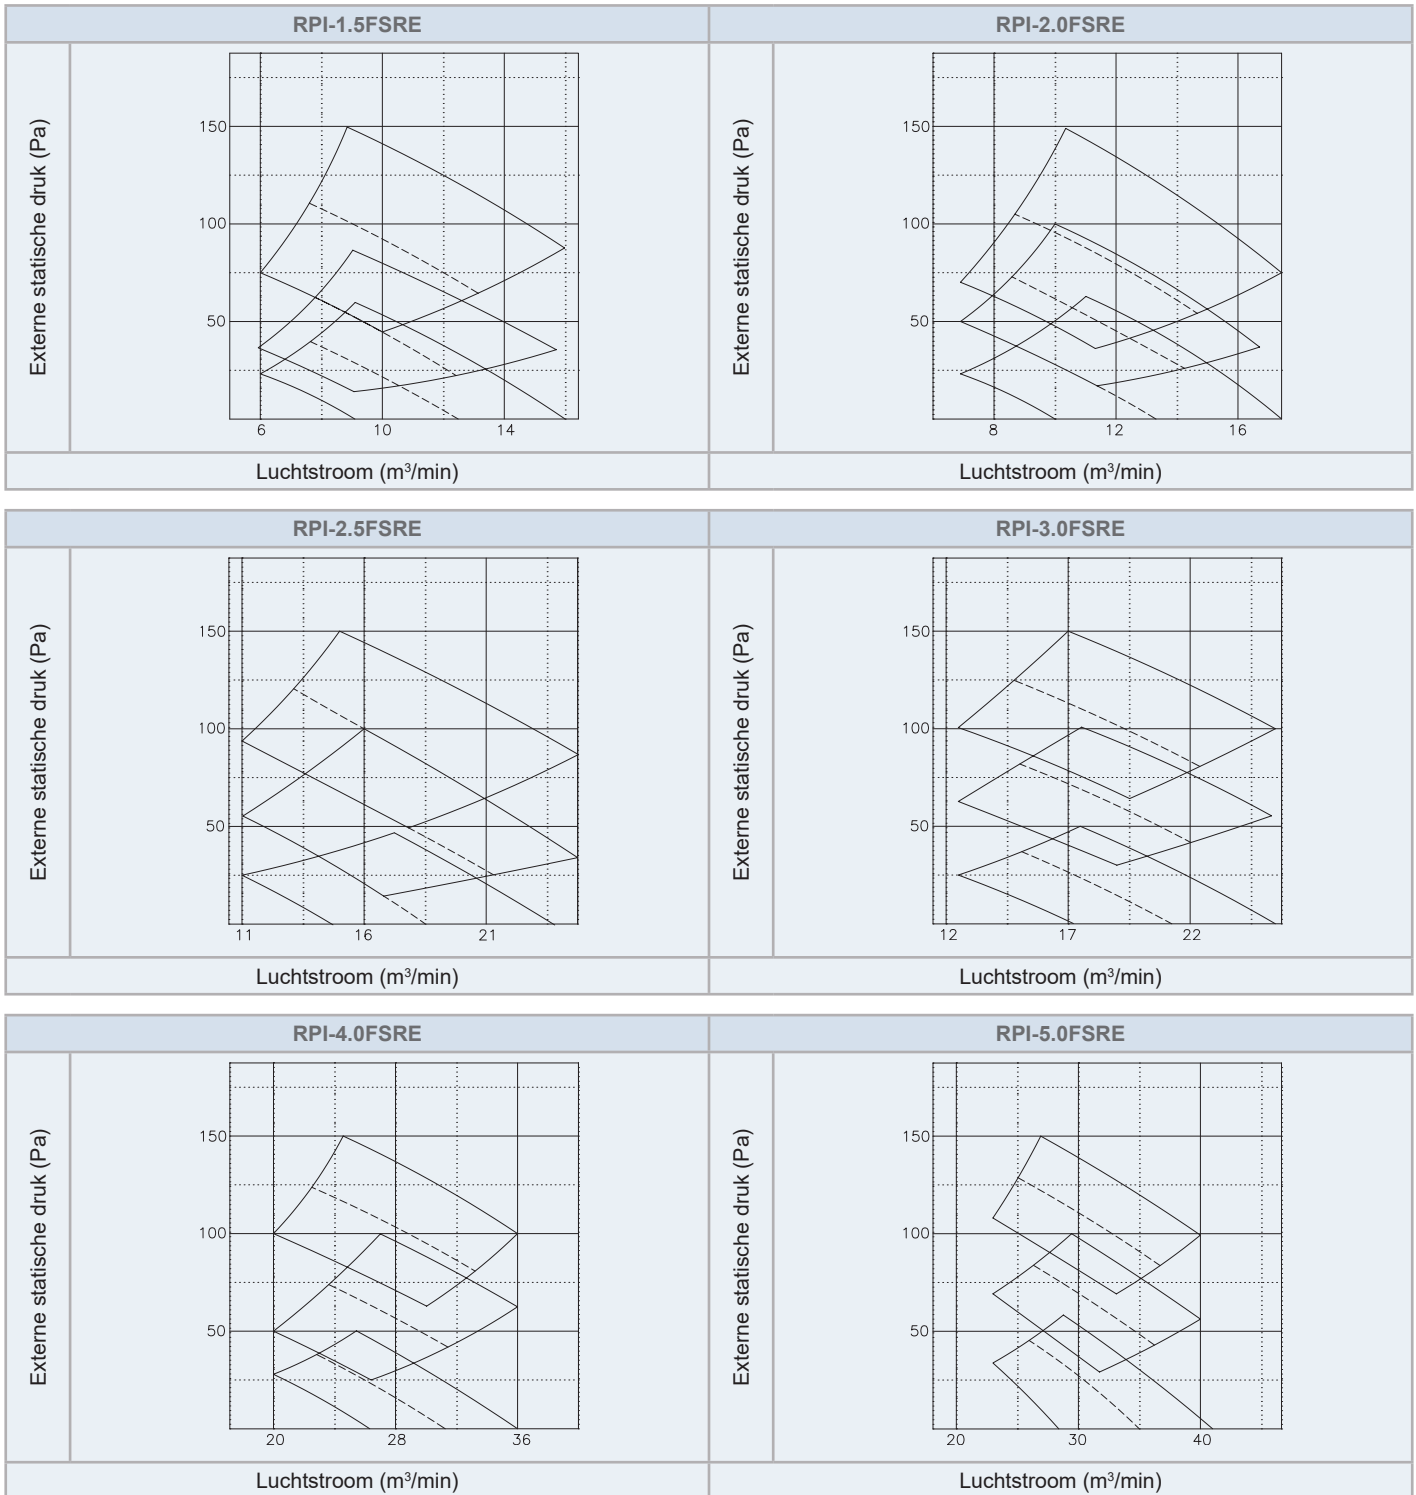 RPI-1.5FSRE
RPI-2.0FSRE
Externe statische druk (Pa)
150
100
50
6 10 14
Externe statische druk (Pa)
150
100
50
8 12 16
Luchtstroom (m³/min)
Luchtstroom (m³/min)
RPI-2.5FSRE
RPI-3.0FSRE
Externe statische druk (Pa)
150
100
50
11 16 21
Externe statische druk (Pa)
150
100
50
12 17 22
Luchtstroom (m³/min)
Luchtstroom (m³/min)
RPI-4.0FSRE
RPI-5.0FSRE
Externe statische druk (Pa)
150
100
50
20 28 36
Externe statische druk (Pa)
150
100
50
20 30 40
Luchtstroom (m³/min)
Luchtstroom (m³/min)